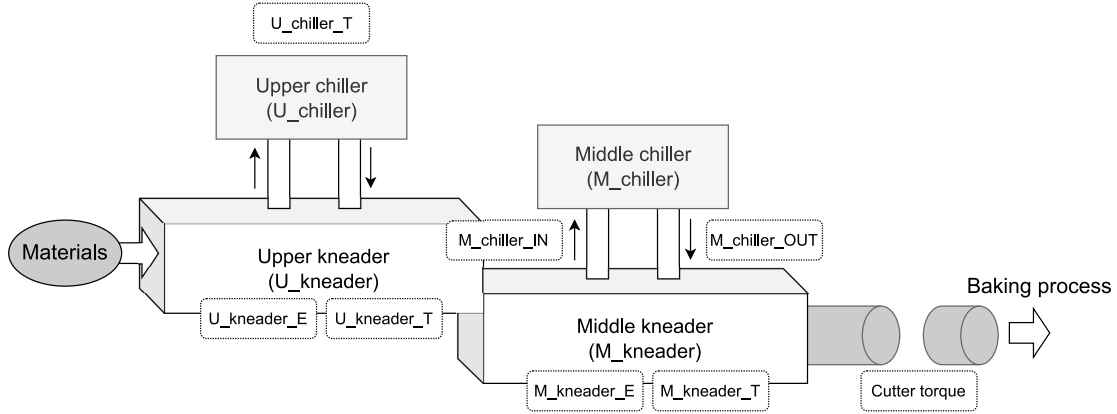 U_chiller_T
Upper chiller
(U_chiller)
Middle chiller
(M_chiller)
M_chiller_IN
M_chiller_OUT
Materials
Upper kneader
(U_kneader)
U_kneader_E
U_kneader_T
Baking process
Middle kneader
(M_kneader)
M_kneader_E
M_kneader_T
Cutter torque